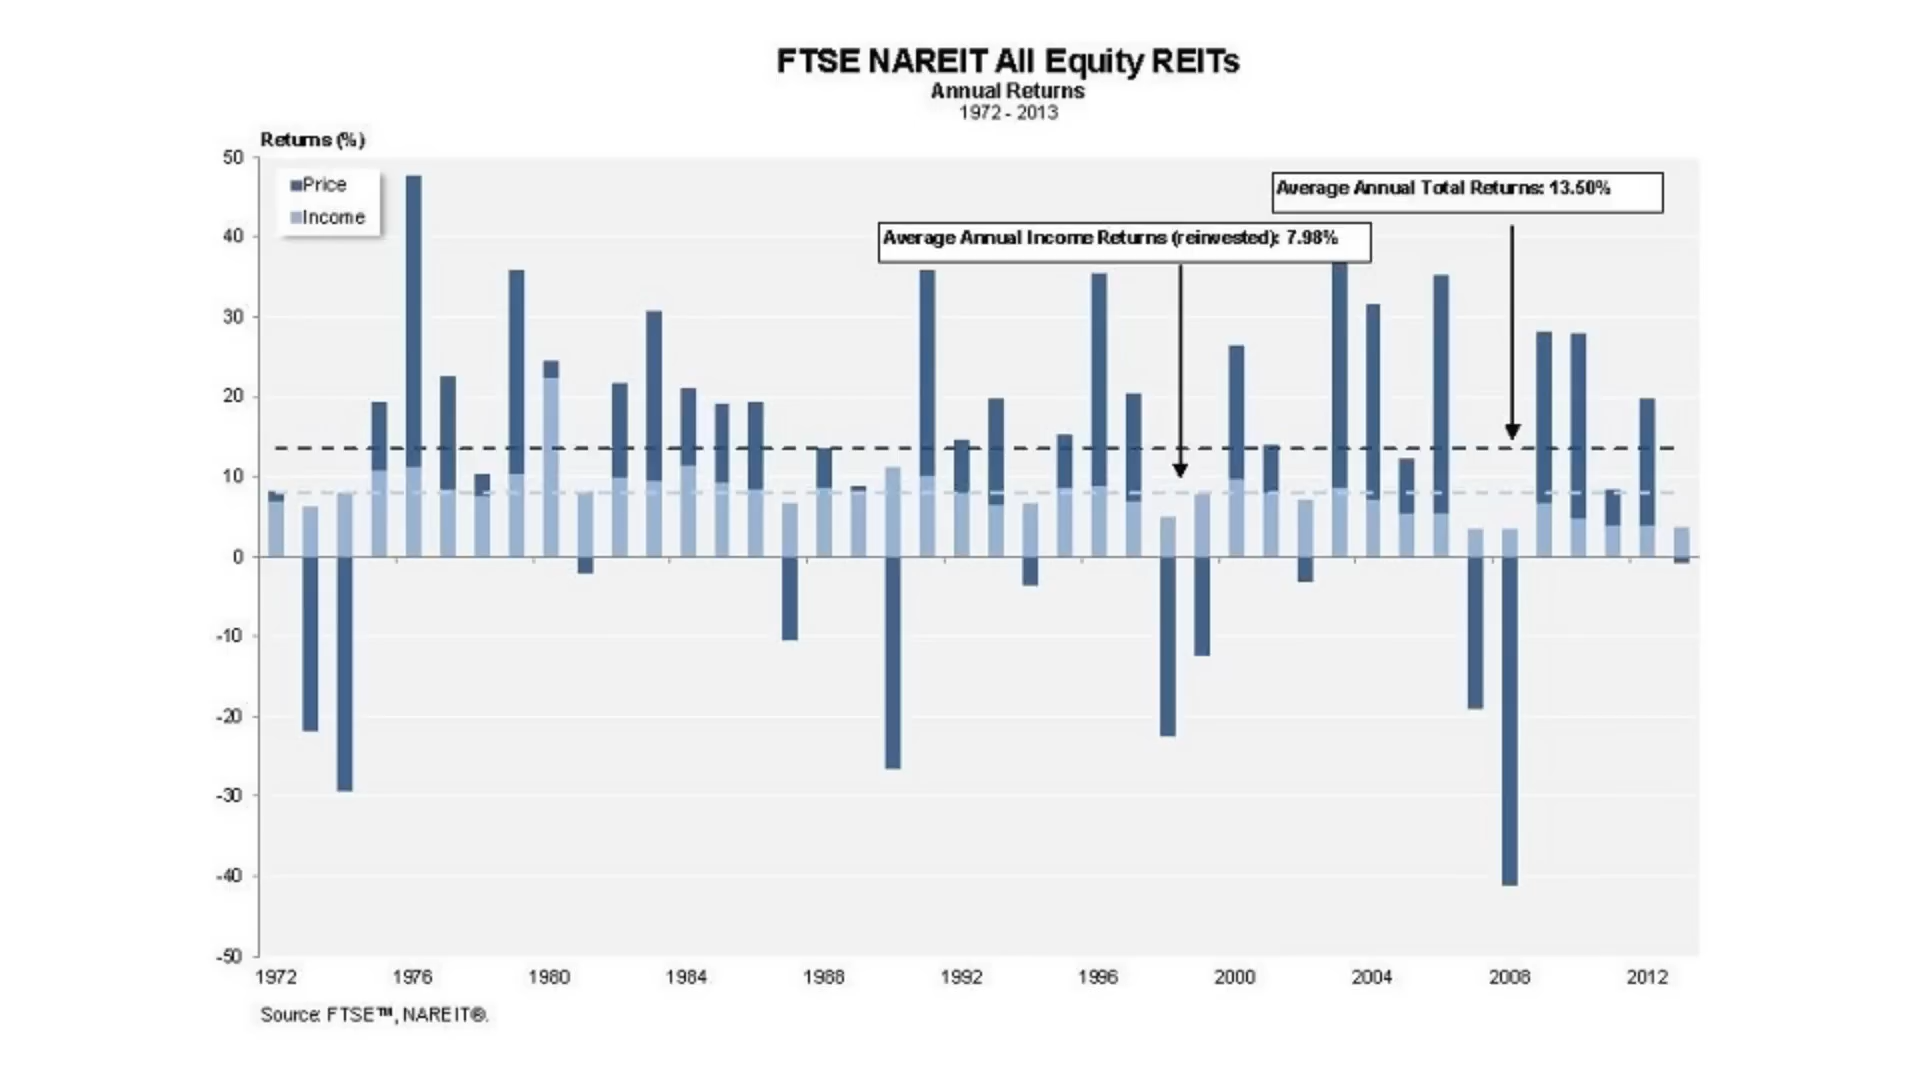 FTSE NAREIT All Equity REITs
Annual Returns
1972 - 2013
Returns (%)
50
Price
Income
Average Annual Total Returns: 13.50%
Average Annual Income Returns (reinvested): 7.98%
40
30
20
10
0
-10
-20
-30
-40
-50
1972 1976 1980 1984 1988 1992 1996 2000 2004 2008 2012
Source: FTSE™, NAREIT®.